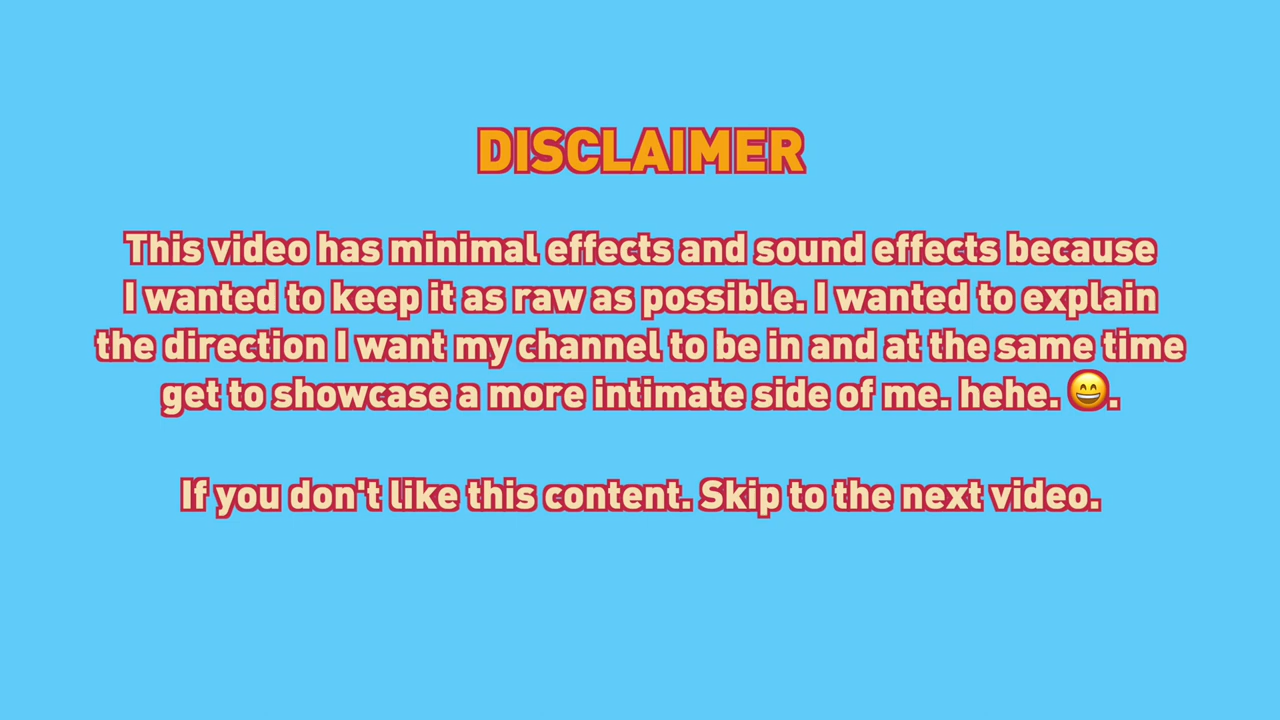 DISCLAIMER
This video has minimal effects and sound effects because
I wanted to keep it as raw as possible. I wanted to explain
the direction I want my channel to be in and at the same time
get to showcase a more intimate side of me. hehe. 😄.
If you don't like this content. Skip to the next video.